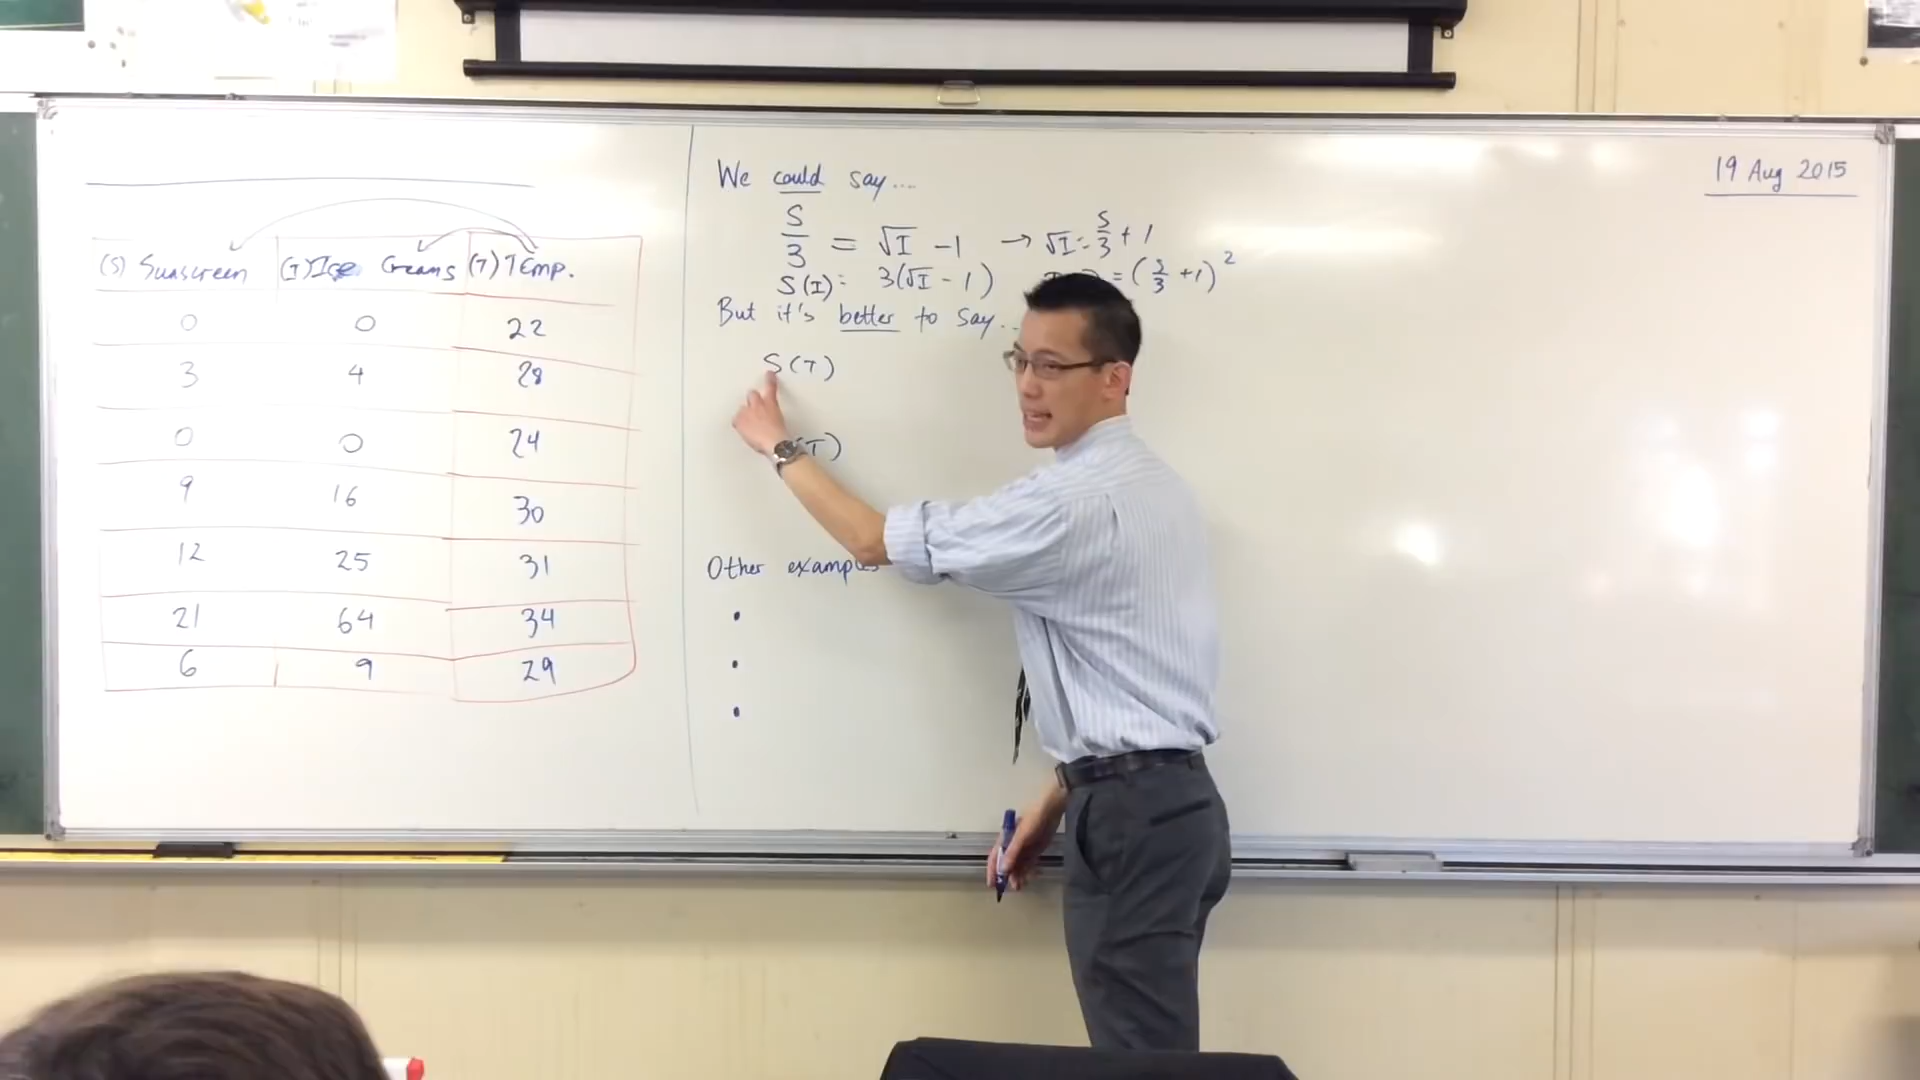 (S) Sunscreen (I) Ice Creams (T) TEmp.
0 0 22
3 4 28
0 0 24
9 16 30
12 25 31
21 64 34
6 9 29
We could say....
S/3 = √I - 1 → √I = S/3 + 1
S(I) = 3(√I - 1) = (S/3 + 1)²
But it's better to say..
S(T)
(T)
Other examples
19 Aug 2015